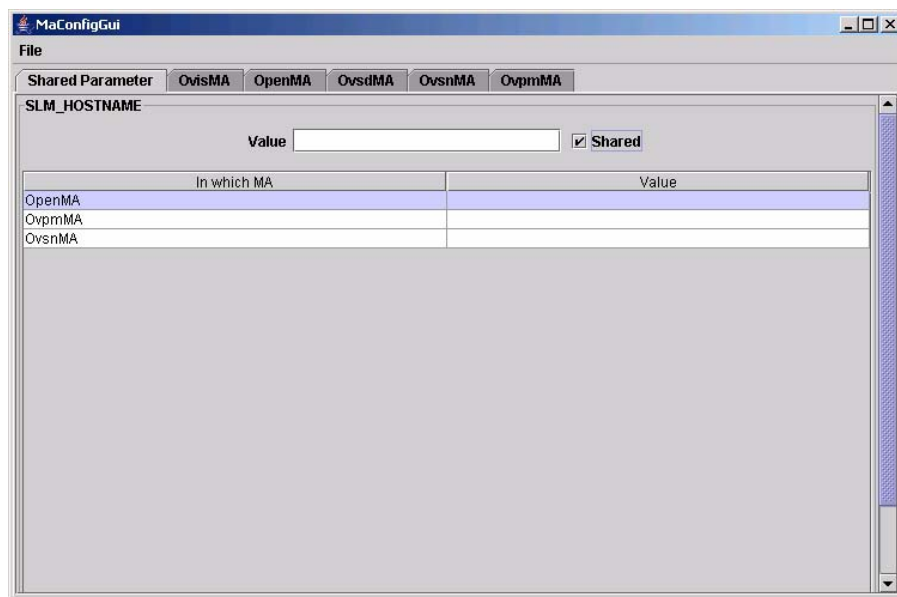 MaConfigGui
File
Shared Parameter OvisMA OpenMA OvsdMA OvsnMA OvpmMA
SLM_HOSTNAME
Value Shared
In which MA Value
OpenMA
OvpmMA
OvsnMA